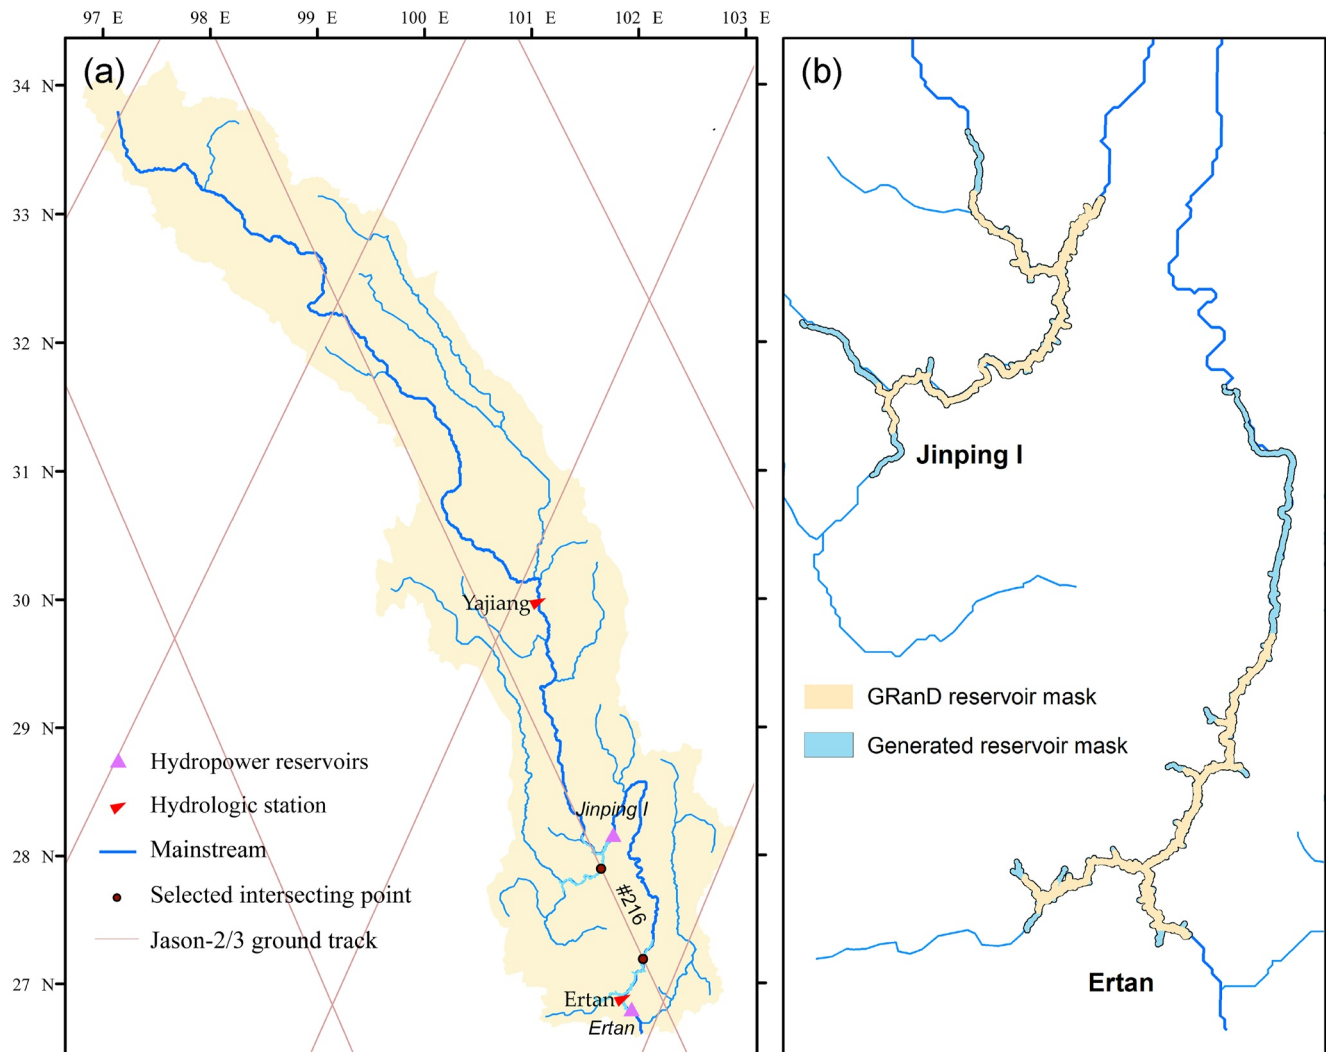 97 E 98 E 99 E 100 E 101 E 102 E 103 E
(a)
34 N
33 N
32 N
31 N
30 N
29 N
28 N
27 N
Yajiang
Jinping I
#216
Ertan
Ertan
Hydropower reservoirs
Hydrologic station
Mainstream
Selected intersecting point
Jason-2/3 ground track
(b)
Jinping I
GRanD reservoir mask
Generated reservoir mask
Ertan